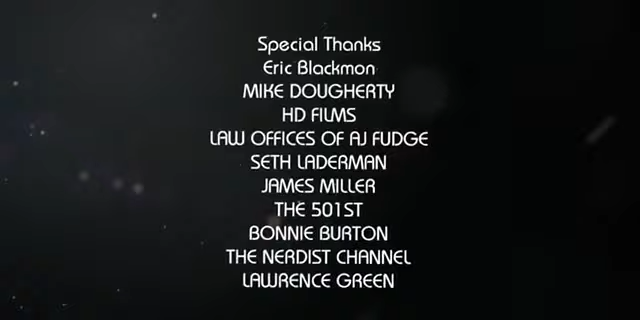 Special Thanks
Eric Blackmon
MIKE DOUGHERTY
HD FILMS
LAW OFFICES OF AJ FUDGE
SETH LADERMAN
JAMES MILLER
THE 501ST
BONNIE BURTON
THE NERDIST CHANNEL
LAWRENCE GREEN